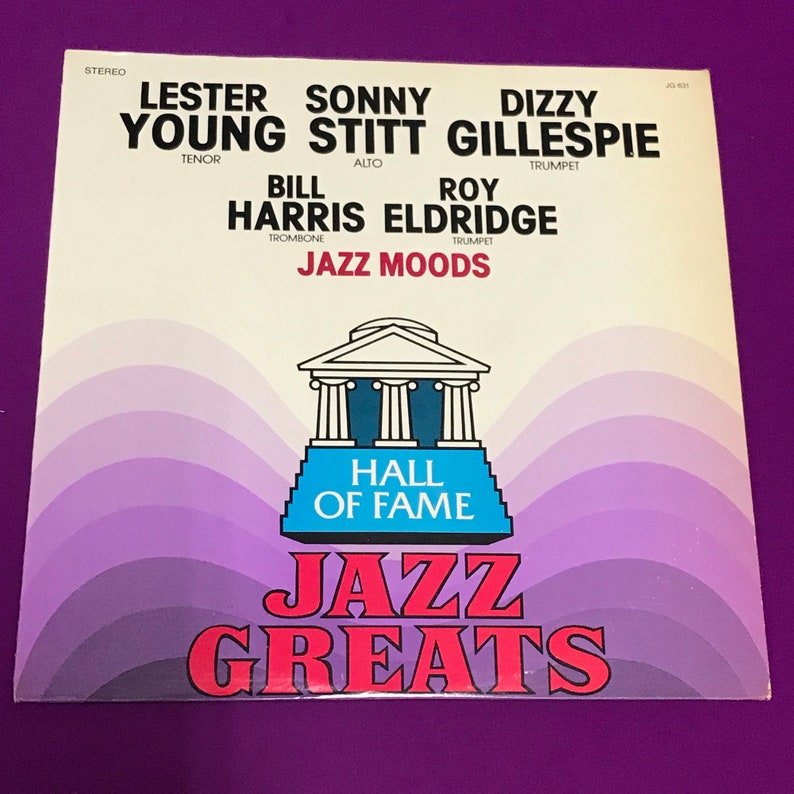 STEREO
JG 631
LESTER SONNY DIZZY
YOUNG STITT GILLESPIE
TENOR ALTO TRUMPET
BILL ROY
HARRIS ELDRIDGE
TROMBONE TRUMPET
JAZZ MOODS
HALL
OF FAME
JAZZ
GREATS